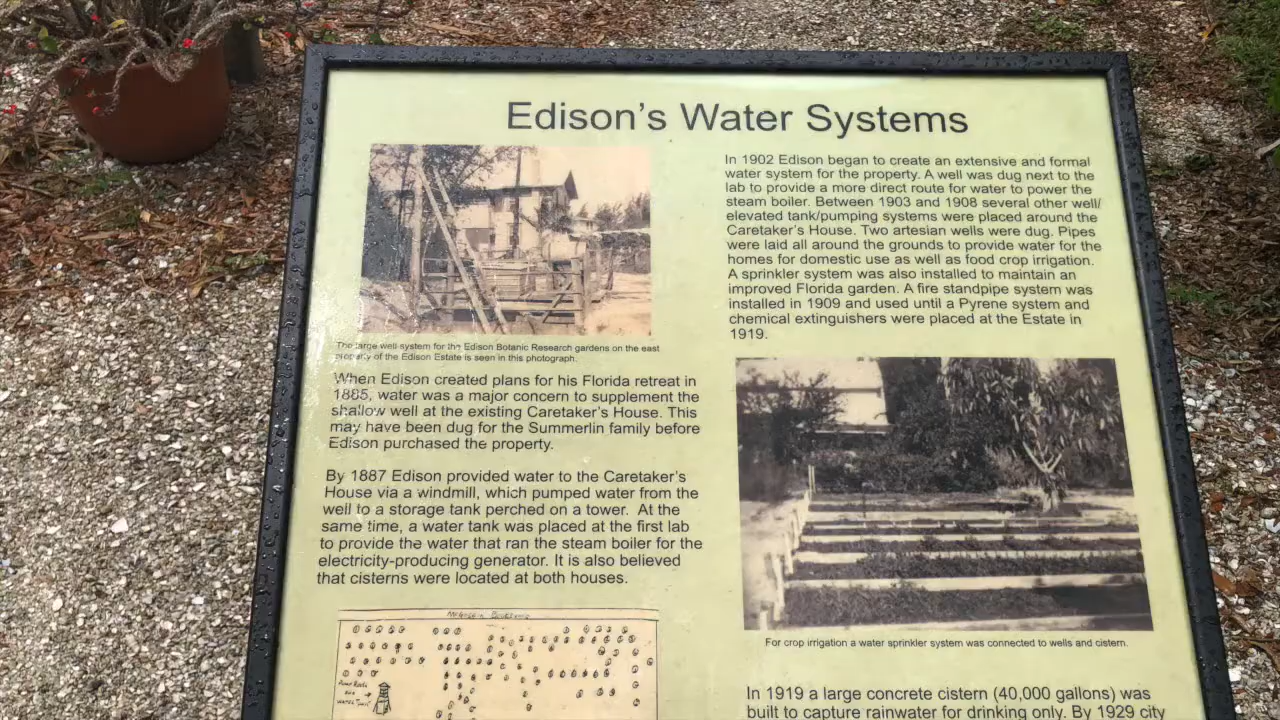 Edison's Water Systems
The large well system for the Edison Botanic Research gardens on the east
property of the Edison Estate is seen in this photograph.
When Edison created plans for his Florida retreat in
1885, water was a major concern to supplement the
shallow well at the existing Caretaker's House. This
may have been dug for the Summerlin family before
Edison purchased the property.
By 1887 Edison provided water to the Caretaker's
House via a windmill, which pumped water from the
well to a storage tank perched on a tower. At the
same time, a water tank was placed at the first lab
to provide the water that ran the steam boiler for the
electricity-producing generator. It is also believed
that cisterns were located at both houses.
In 1902 Edison began to create an extensive and formal
water system for the property. A well was dug next to the
lab to provide a more direct route for water to power the
steam boiler. Between 1903 and 1908 several other well/
elevated tank/pumping systems were placed around the
Caretaker's House. Two artesian wells were dug. Pipes
were laid all around the grounds to provide water for the
homes for domestic use as well as food crop irrigation.
A sprinkler system was also installed to maintain an
improved Florida garden. A fire standpipe system was
installed in 1909 and used until a Pyrene system and
chemical extinguishers were placed at the Estate in
1919.
For crop irrigation a water sprinkler system was connected to wells and cistern.
In 1919 a large concrete cistern (40,000 gallons) was
built to capture rainwater for drinking only. By 1929 city